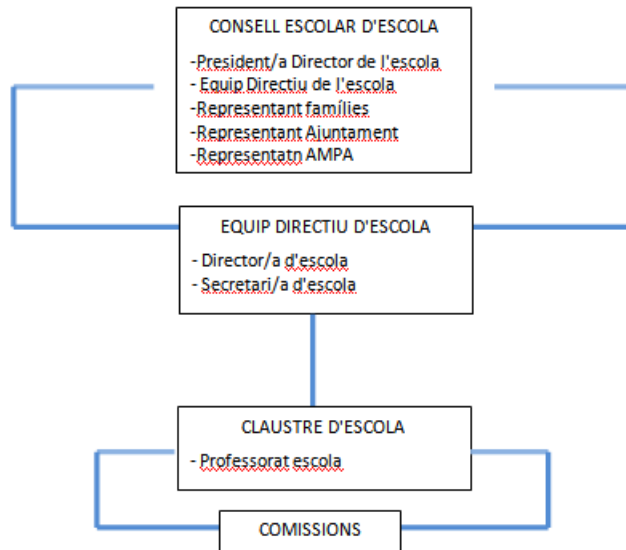 CONSELL ESCOLAR D'ESCOLA
-President/a Director de l'escola
- Equip Directiu de l'escola
-Representant famílies
-Representant Ajuntament
-Representatn AMPA
EQUIP DIRECTIU D'ESCOLA
- Director/a d'escola
- Secretari/a d'escola
CLAUSTRE D'ESCOLA
- Professorat escola
COMISSIONS